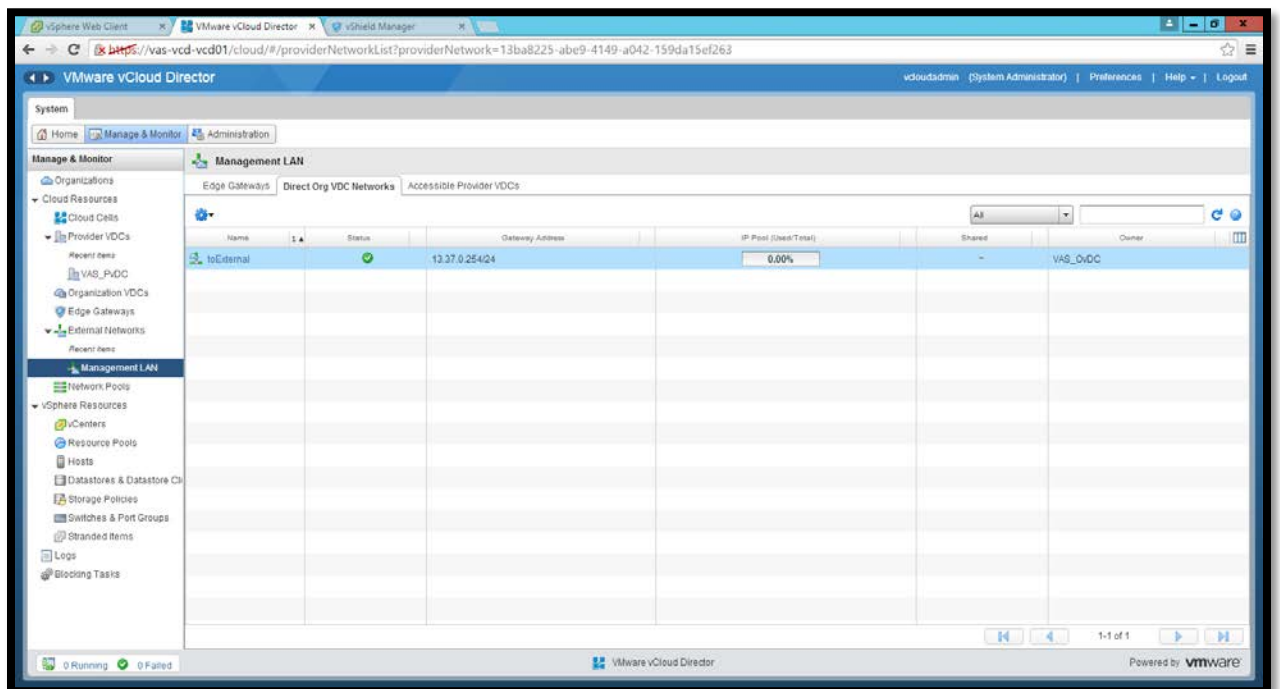 vSphere Web Client
VMware vCloud Director
vShield Manager
https://vas-vcd-vcd01/cloud/#/providerNetworkList?providerNetwork=13ba8225-abe9-4149-a042-159da15ef263
VMware vCloud Director
vcloudadmin (System Administrator) | Preferences | Help | Logout
System
Home
Manage & Monitor
Administration
Manage & Monitor
Organizations
Cloud Resources
Cloud Cells
Provider VDCs
Recent Items
VAS_PvDC
Organization VDCs
Edge Gateways
External Networks
Recent Items
Management LAN
Network Pools
vSphere Resources
vCenters
Resource Pools
Hosts
Datastores & Datastore Cl
Storage Policies
Switches & Port Groups
Stranded Items
Logs
Blocking Tasks
Management LAN
Edge Gateways
Direct Org VDC Networks
Accessible Provider VDCs
All
Name 1 Status Gateway Address IP Pool (Used/Total) Shared Owner
toExternal 13.37.0.254/24 0.00% - VAS_OvDC
1-1 of 1
0 Running 0 Failed
VMware vCloud Director
Powered by vmware